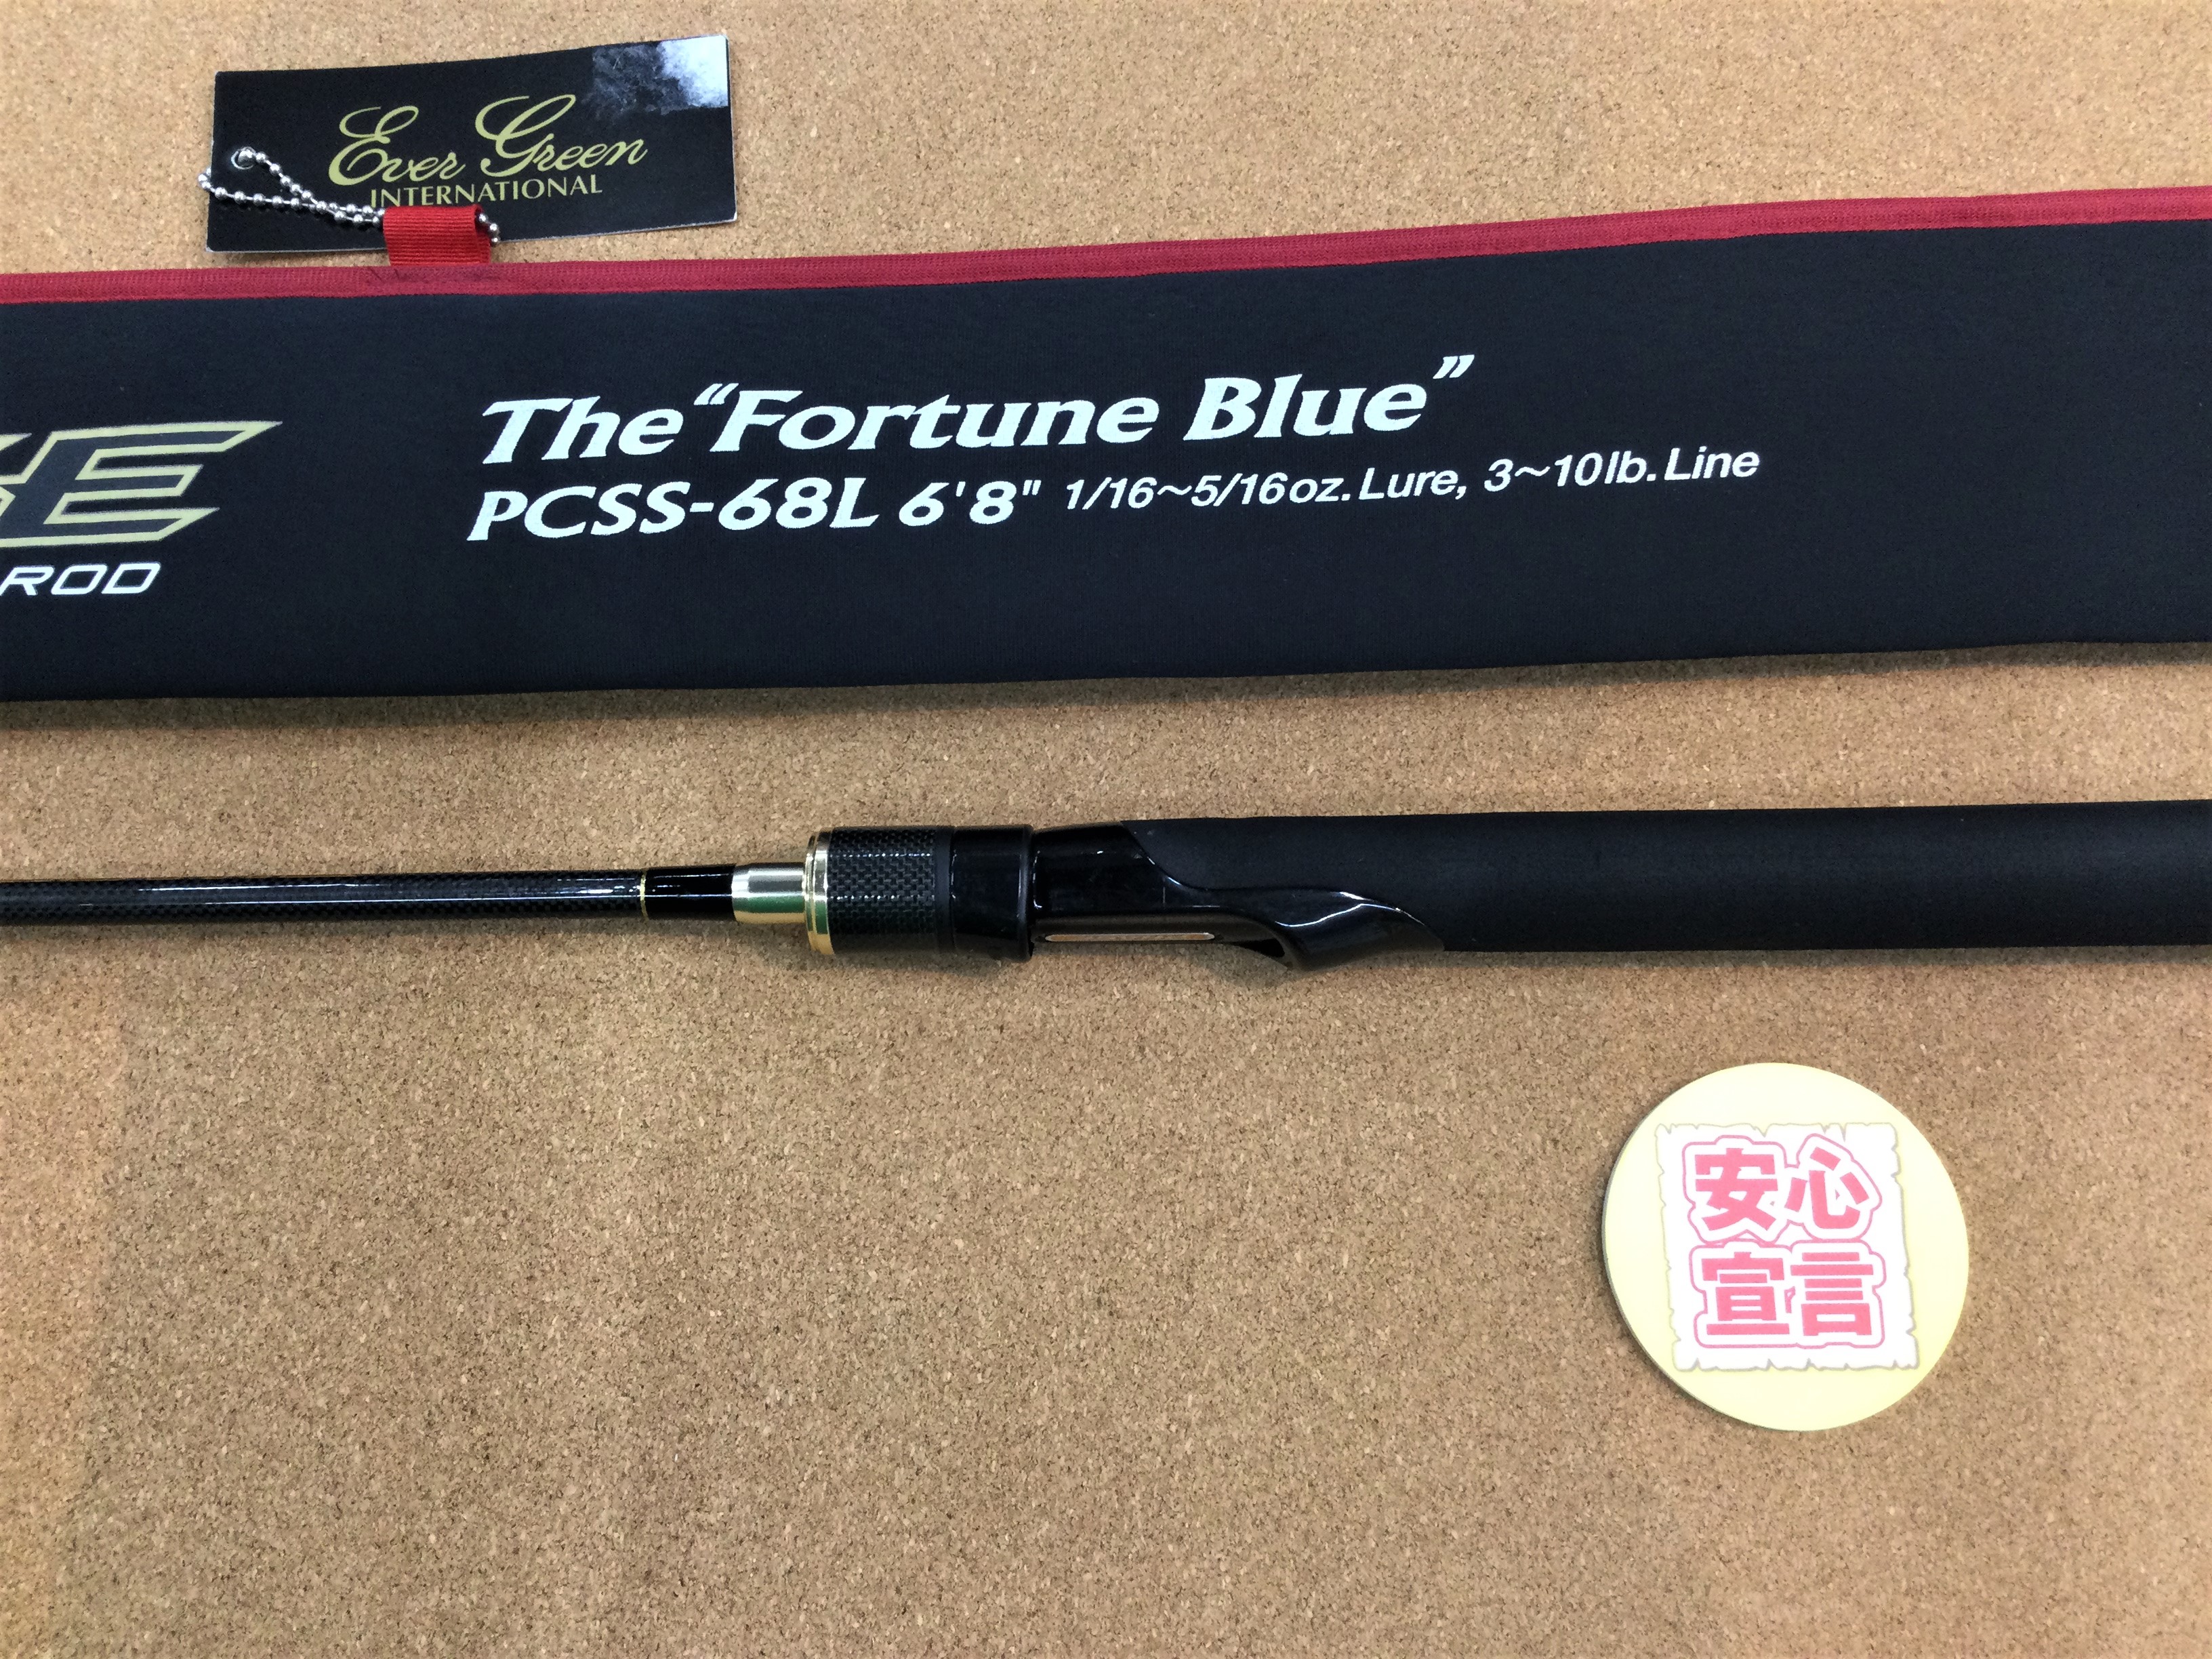 Ever Green
INTERNATIONAL
The "Fortune Blue"
PCSS-68L 6'8" 1/16~5/16oz. Lure, 3~10lb. Line
E
ROD
安心
宣言